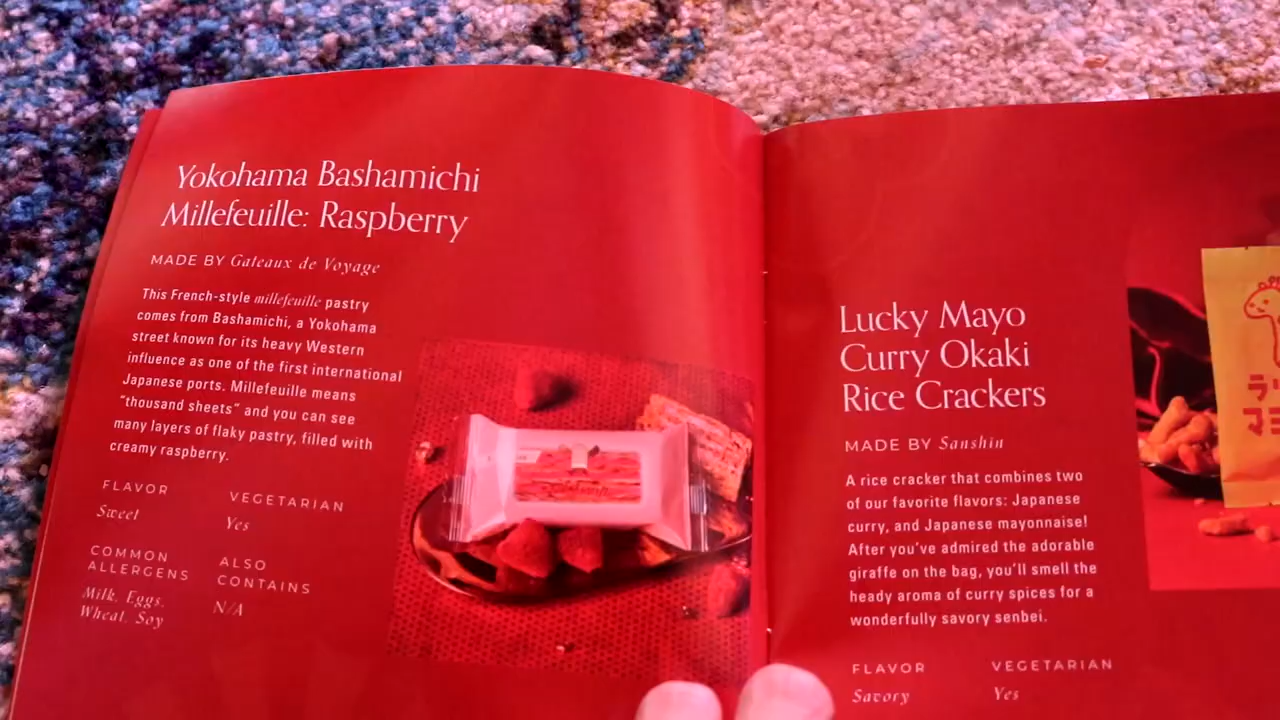 Yokohama Bashamichi
Millefeuille: Raspberry
MADE BY Gateaux de Voyage
This French-style millefeuille pastry
comes from Bashamichi, a Yokohama
street known for its heavy Western
influence as one of the first international
Japanese ports. Millefeuille means
"thousand sheets" and you can see
many layers of flaky pastry, filled with
creamy raspberry.
FLAVOR
Sweet
VEGETARIAN
Yes
COMMON
ALLERGENS
Milk, Eggs,
Wheat, Soy
ALSO
CONTAINS
N/A
Lucky Mayo
Curry Okaki
Rice Crackers
MADE BY Sanshin
A rice cracker that combines two
of our favorite flavors: Japanese
curry, and Japanese mayonnaise!
After you've admired the adorable
giraffe on the bag, you'll smell the
heady aroma of curry spices for a
wonderfully savory senbei.
FLAVOR
Savory
VEGETARIAN
Yes
ラ
マ